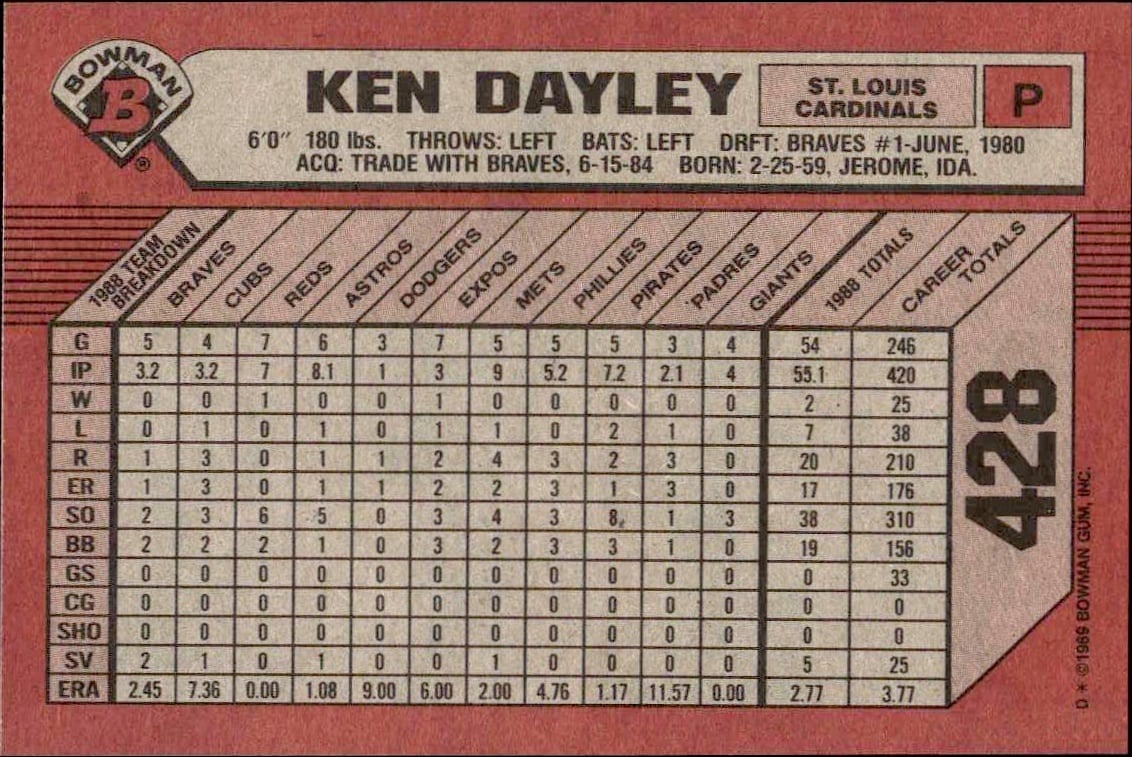 BOWMAN
B
®
KEN DAYLEY
ST. LOUIS
CARDINALS
P
6'0" 180 lbs. THROWS: LEFT BATS: LEFT DRFT: BRAVES #1-JUNE, 1980
ACQ: TRADE WITH BRAVES, 6-15-84 BORN: 2-25-59, JEROME, IDA.
1988 TEAM BREAKDOWN BRAVES CUBS REDS ASTROS DODGERS EXPOS METS PHILLIES PIRATES PADRES GIANTS 1988 TOTALS CAREER TOTALS
G 5 4 7 6 3 7 5 5 5 3 4 54 246
IP 3.2 3.2 7 8.1 1 3 9 5.2 7.2 2.1 4 55.1 420
W 0 0 1 0 0 1 0 0 0 0 0 2 25
L 0 1 0 1 0 1 1 0 2 1 0 7 38
R 1 3 0 1 1 2 4 3 2 3 0 20 210
ER 1 3 0 1 1 2 2 3 1 3 0 17 176
SO 2 3 6 5 0 3 4 3 8 1 3 38 310
BB 2 2 2 1 0 3 2 3 3 1 0 19 156
GS 0 0 0 0 0 0 0 0 0 0 0 0 33
CG 0 0 0 0 0 0 0 0 0 0 0 0 0
SHO 0 0 0 0 0 0 0 0 0 0 0 0 0
SV 2 1 0 1 0 0 1 0 0 0 0 5 25
ERA 2.45 7.36 0.00 1.08 9.00 6.00 2.00 4.76 1.17 11.57 0.00 2.77 3.77
428
D * ©1989 BOWMAN GUM, INC.